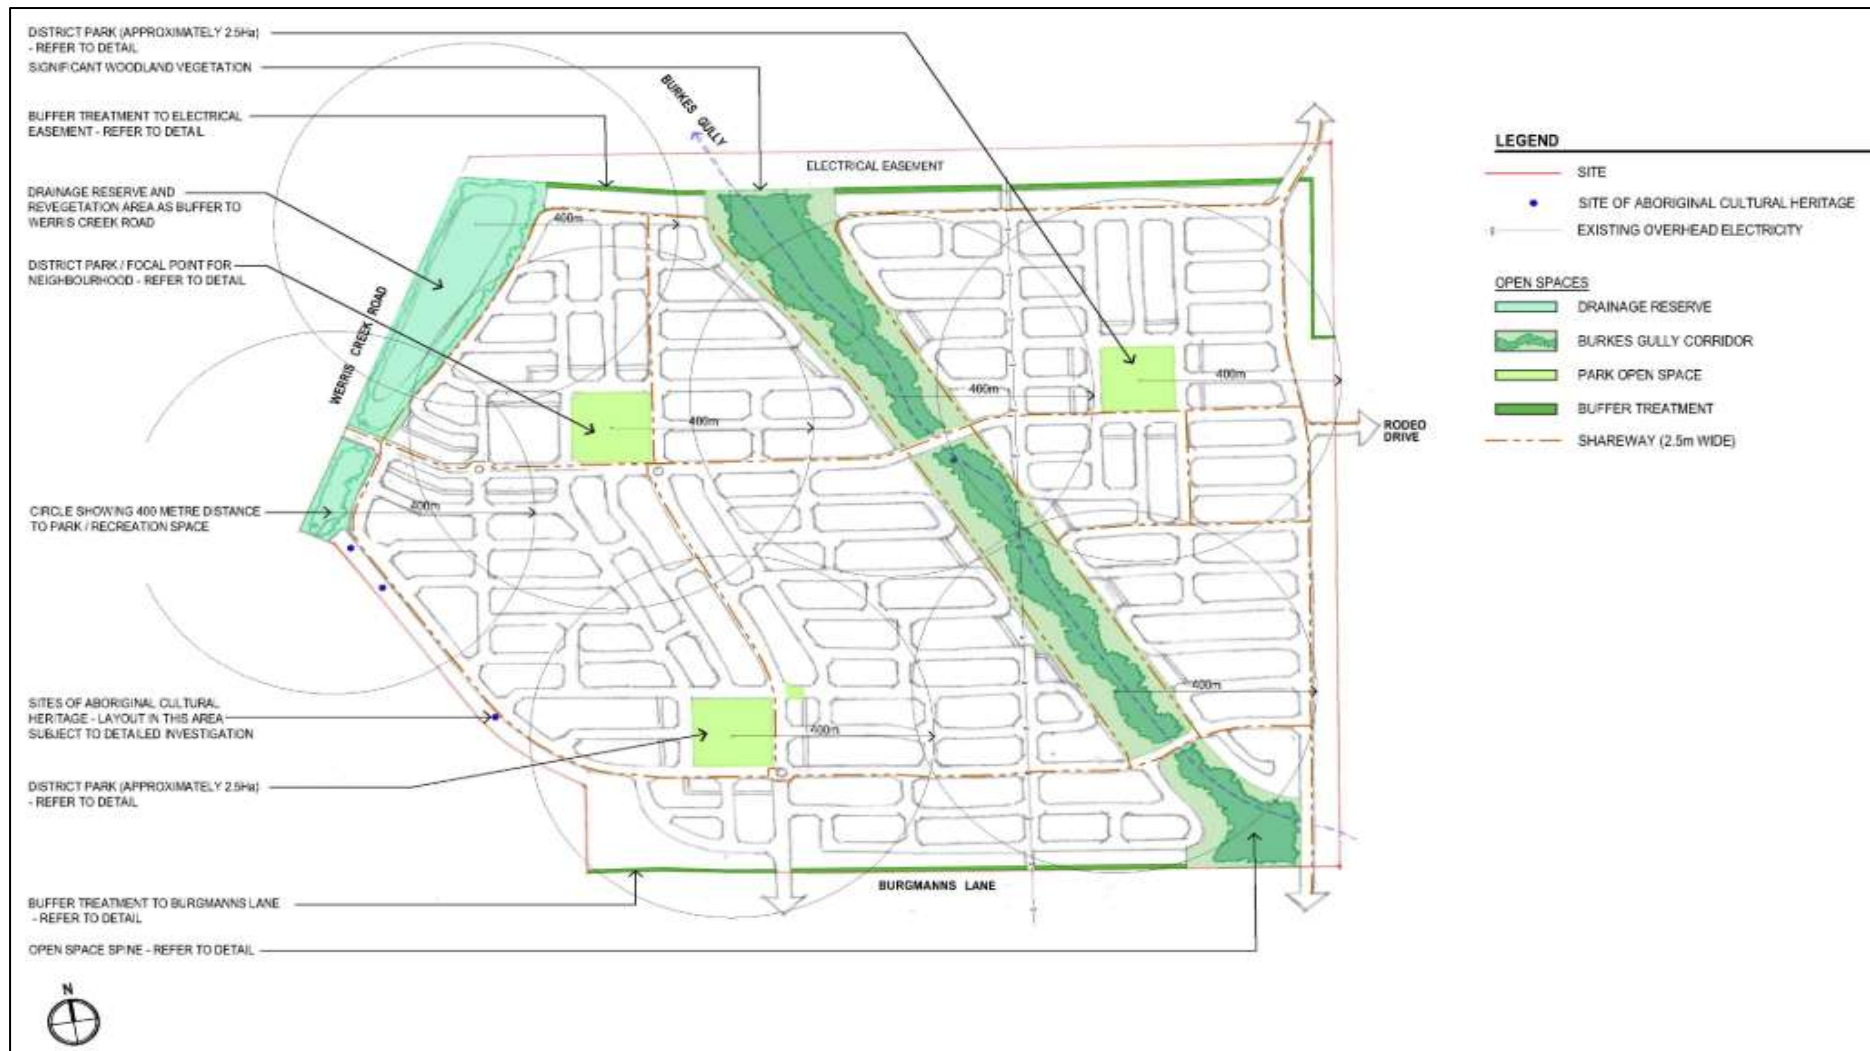 DISTRICT PARK (APPROXIMATELY 2.5Ha)
- REFER TO DETAIL
SIGNIFICANT WOODLAND VEGETATION
BUFFER TREATMENT TO ELECTRICAL
EASEMENT - REFER TO DETAIL
DRAINAGE RESERVE AND
REVEGETATION AREA AS BUFFER TO
WERRIS CREEK ROAD
DISTRICT PARK / FOCAL POINT FOR
NEIGHBOURHOOD - REFER TO DETAIL
CIRCLE SHOWING 400 METRE DISTANCE
TO PARK / RECREATION SPACE
SITES OF ABORIGINAL CULTURAL
HERITAGE - LAYOUT IN THIS AREA
SUBJECT TO DETAILED INVESTIGATION
DISTRICT PARK (APPROXIMATELY 2.5Ha)
- REFER TO DETAIL
BUFFER TREATMENT TO BURGMANNS LANE
- REFER TO DETAIL
OPEN SPACE SPINE - REFER TO DETAIL
N
BURKES GULLY
ELECTRICAL EASEMENT
WERRIS CREEK ROAD
400m
400m
400m
400m
400m
400m
400m
RODEO
DRIVE
BURGMANNS LANE
LEGEND
SITE
SITE OF ABORIGINAL CULTURAL HERITAGE
EXISTING OVERHEAD ELECTRICITY
OPEN SPACES
DRAINAGE RESERVE
BURKES GULLY CORRIDOR
PARK OPEN SPACE
BUFFER TREATMENT
SHAREWAY (2.5m WIDE)